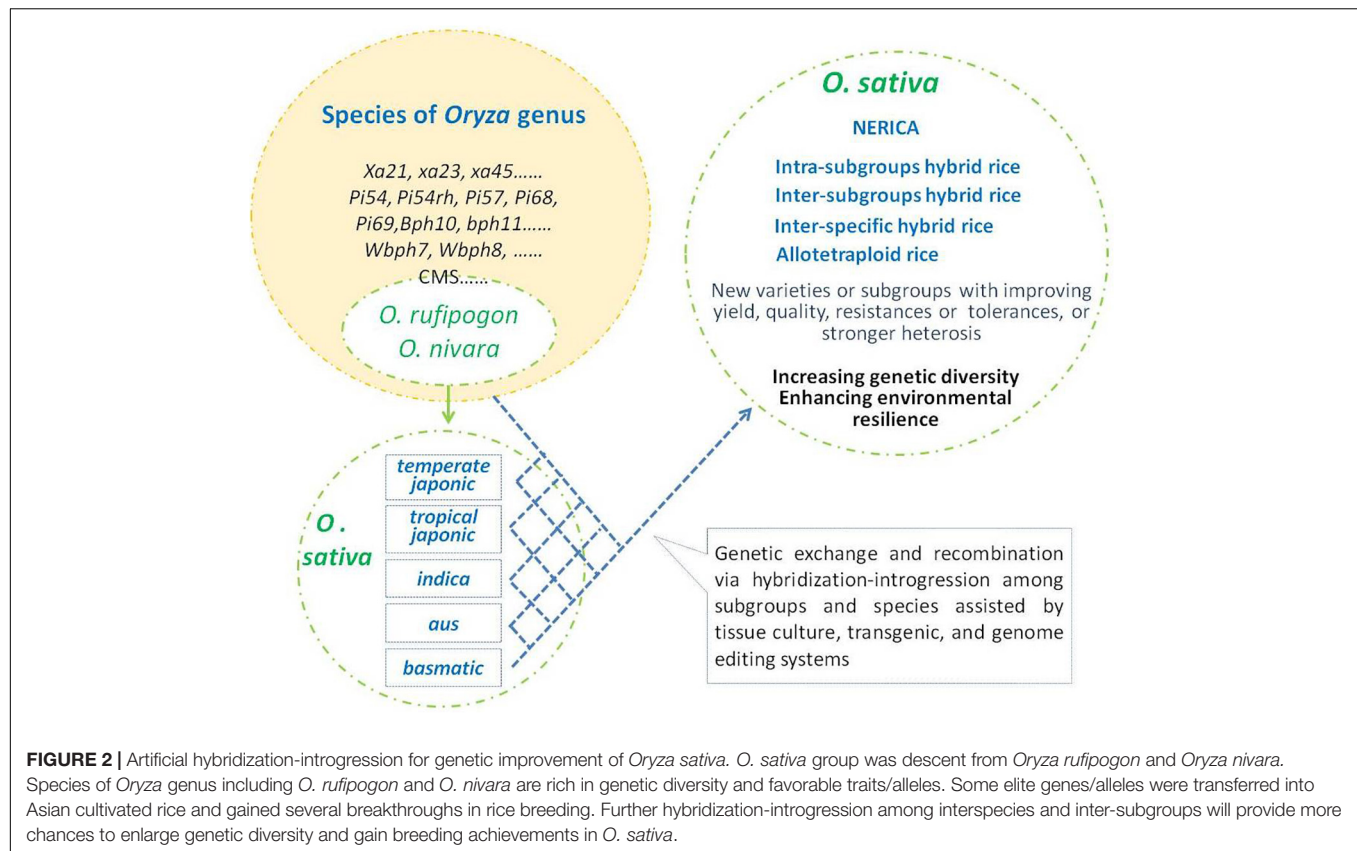 Species of Oryza genus
Xa21, xa23, xa45......
Pi54, Pi54rh, Pi57, Pi68,
Pi69,Bph10, bph11......
Wbph7, Wbph8, ......
CMS......
O. rufipogon
O. nivara
O. sativa
NERICA
Intra-subgroups hybrid rice
Inter-subgroups hybrid rice
Inter-specific hybrid rice
Allotetraploid rice
New varieties or subgroups with improving
yield, quality, resistances or tolerances, or
stronger heterosis
Increasing genetic diversity
Enhancing environmental
resilience
O .
sativa
temperate
japonic
tropical
japonic
indica
aus
basmatic
Genetic exchange and recombination
via hybridization-introgression among
subgroups and species assisted by
tissue culture, transgenic, and genome
editing systems
FIGURE 2 | Artificial hybridization-introgression for genetic improvement of Oryza sativa. O. sativa group was descent from Oryza rufipogon and Oryza nivara.
Species of Oryza genus including O. rufipogon and O. nivara are rich in genetic diversity and favorable traits/alleles. Some elite genes/alleles were transferred into
Asian cultivated rice and gained several breakthroughs in rice breeding. Further hybridization-introgression among interspecies and inter-subgroups will provide more
chances to enlarge genetic diversity and gain breeding achievements in O. sativa.